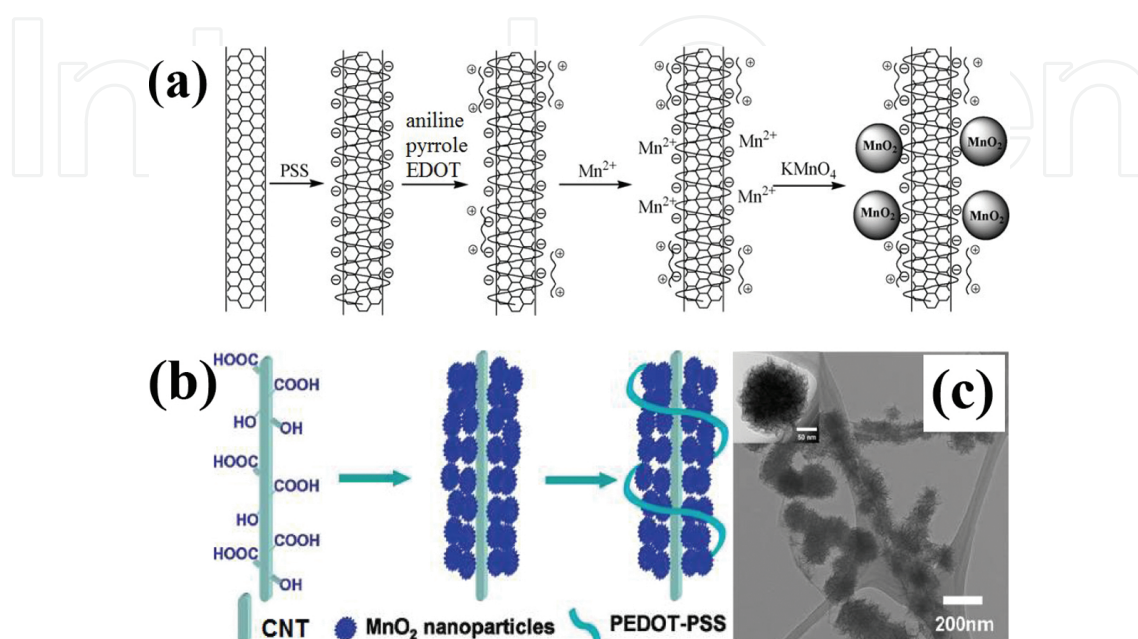 (a)
PSS
aniline
pyrrole
EDOT
Mn²⁺
Mn²⁺ Mn²⁺
Mn²⁺ Mn²⁺
KMnO₄
MnO₂ MnO₂
MnO₂ MnO₂
(b)
HOOC
COOH
HO
OH
HOOC
COOH
HO
COOH
HOOC
OH
CNT
MnO₂ nanoparticles
PEDOT-PSS
(c)
50 nm
200nm